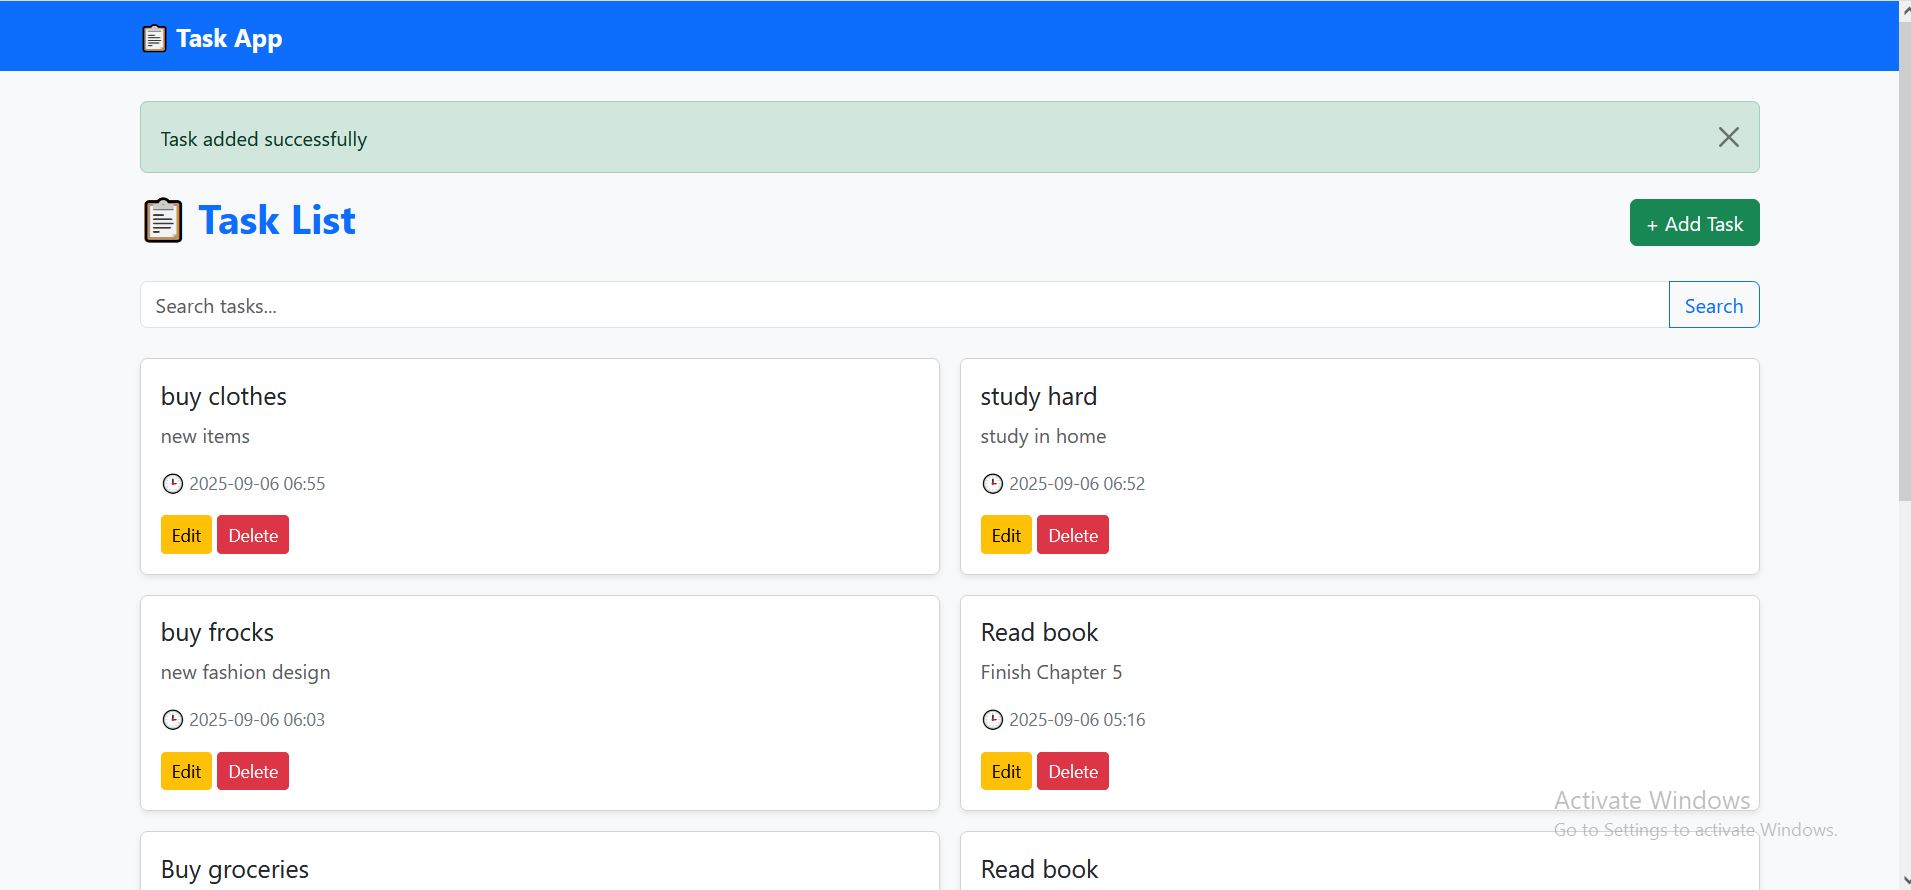 Task App
Task added successfully
Task List
+ Add Task
Search tasks...
Search
buy clothes
new items
2025-09-06 06:55
Edit
Delete
study hard
study in home
2025-09-06 06:52
Edit
Delete
buy frocks
new fashion design
2025-09-06 06:03
Edit
Delete
Read book
Finish Chapter 5
2025-09-06 05:16
Edit
Delete
Buy groceries
Read book
Activate Windows
Go to Settings to activate Windows.